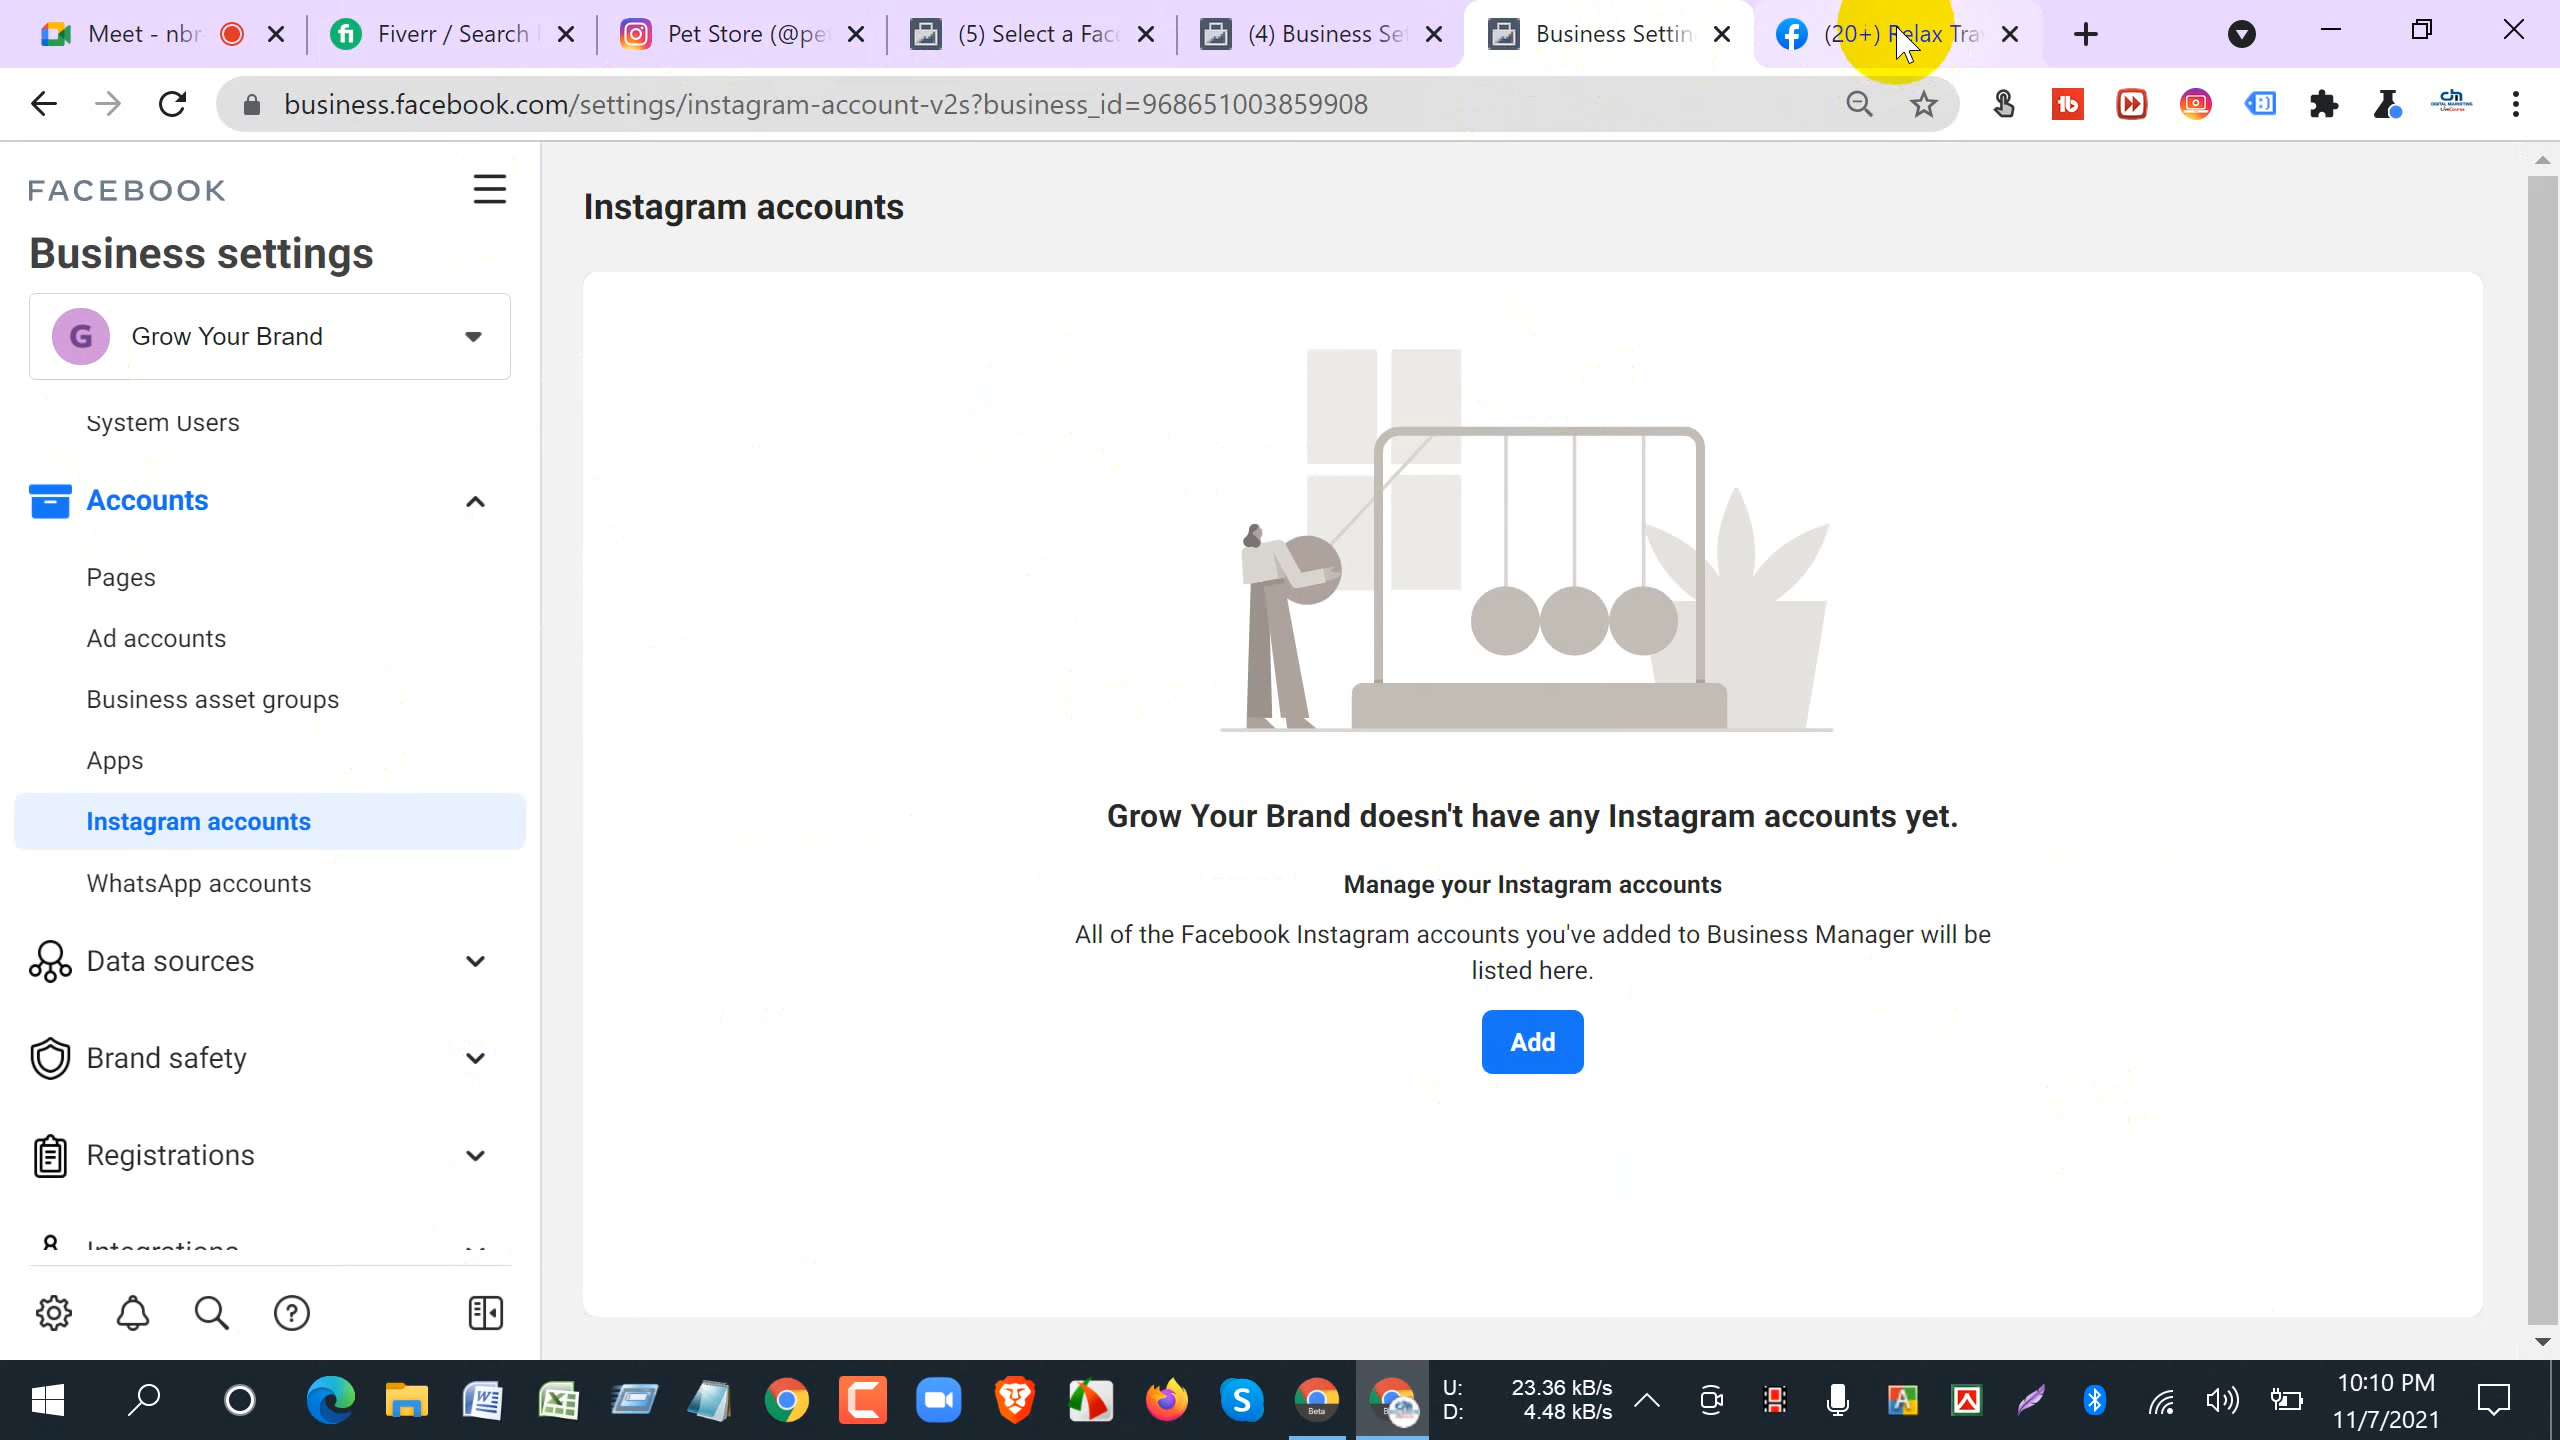 Meet - nbr
Fiverr / Search
Pet Store (@pe
(5) Select a Fac
(4) Business Se
Business Settin
(20+) Relax Tra
business.facebook.com/settings/instagram-account-v2s?business_id=968651003859908
FACEBOOK
Business settings
G Grow Your Brand
System Users
Accounts
Pages
Ad accounts
Business asset groups
Apps
Instagram accounts
WhatsApp accounts
Data sources
Brand safety
Registrations
Integrations
Instagram accounts
Grow Your Brand doesn't have any Instagram accounts yet.
Manage your Instagram accounts
All of the Facebook Instagram accounts you've added to Business Manager will be
listed here.
Add
U: 23.36 kB/s
D: 4.48 kB/s
10:10 PM
11/7/2021